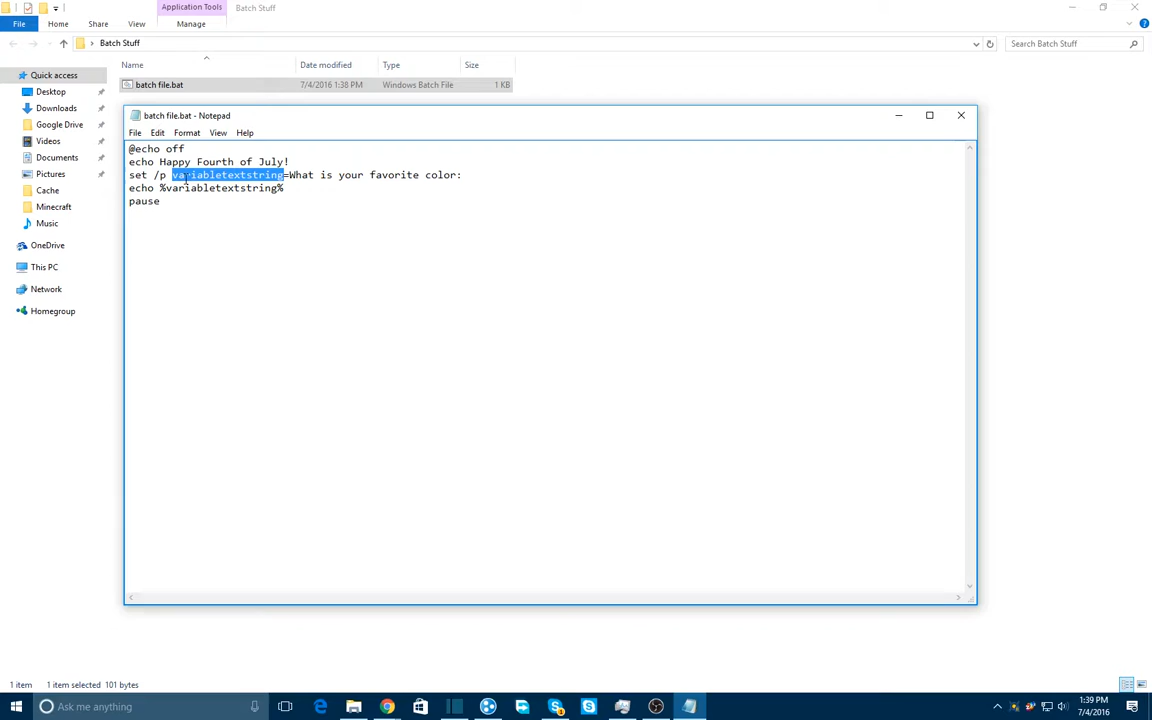 Application Tools
Batch Stuff
File
Home
Share
View
Manage
Batch Stuff
Search Batch Stuff
Name
Date modified
Type
Size
batch file.bat
7/4/2016 1:38 PM
Windows Batch File
1 KB
Quick access
Desktop
Downloads
Google Drive
Videos
Documents
Pictures
Cache
Minecraft
Music
OneDrive
This PC
Network
Homegroup
batch file.bat - Notepad
File
Edit
Format
View
Help
@echo off
echo Happy Fourth of July!
set /p variabletextstring=What is your favorite color:
echo %variabletextstring%
pause
1 item
1 item selected 101 bytes
Ask me anything
1:39 PM
7/4/2016